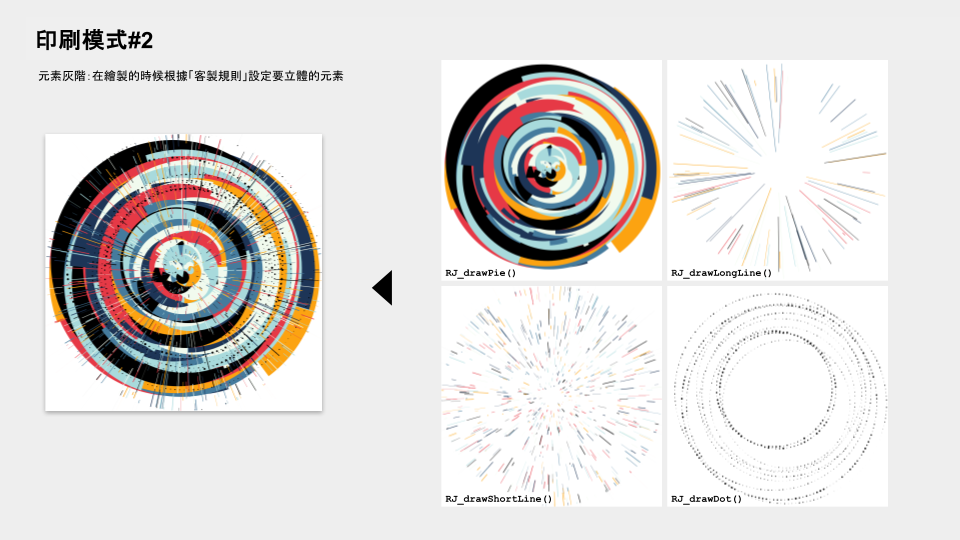 印刷模式#2
元素灰階：在繪製的時候根據「客製規則」設定要立體的元素
RJ_drawPie()
RJ_drawLongLine()
RJ_drawShortLine()
RJ_drawDot()